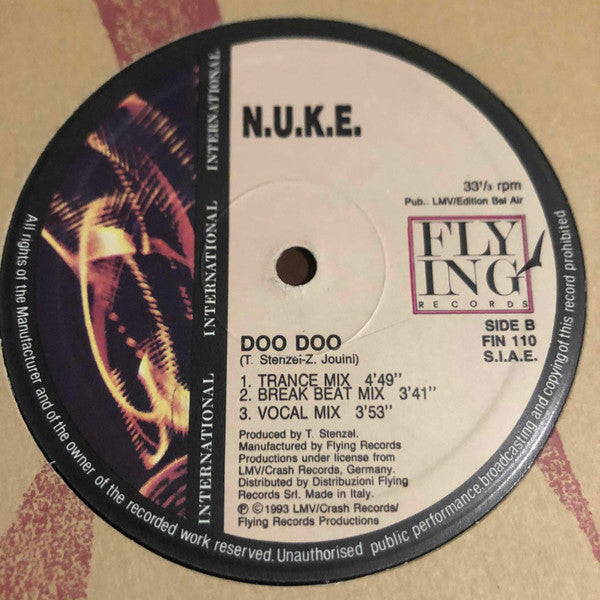 N.U.K.E.
33⅓ rpm
Pub.. LMV/Edition Bel Air
FLY
ING
RECORDS
SIDE B
FIN 110
S.I.A.E.
DOO DOO
(T. Stenzel-Z. Jouini)
1. TRANCE MIX 4'49''
2. BREAK BEAT MIX 3'41''
3. VOCAL MIX 3'53''
Produced by T. Stenzel.
Manufactured by Flying Records
Productions under license from
LMV/Crash Records, Germany.
Distributed by Distribuzioni Flying
Records Srl. Made in Italy.
℗ © 1993 LMV/Crash Records/
Flying Records Productions
INTERNATIONAL INTERNATIONAL INTERNATIONAL
All rights of the Manufacturer and of the owner of the recorded work reserved. Unauthorised public performance, broadcasting and copying of this record prohibited